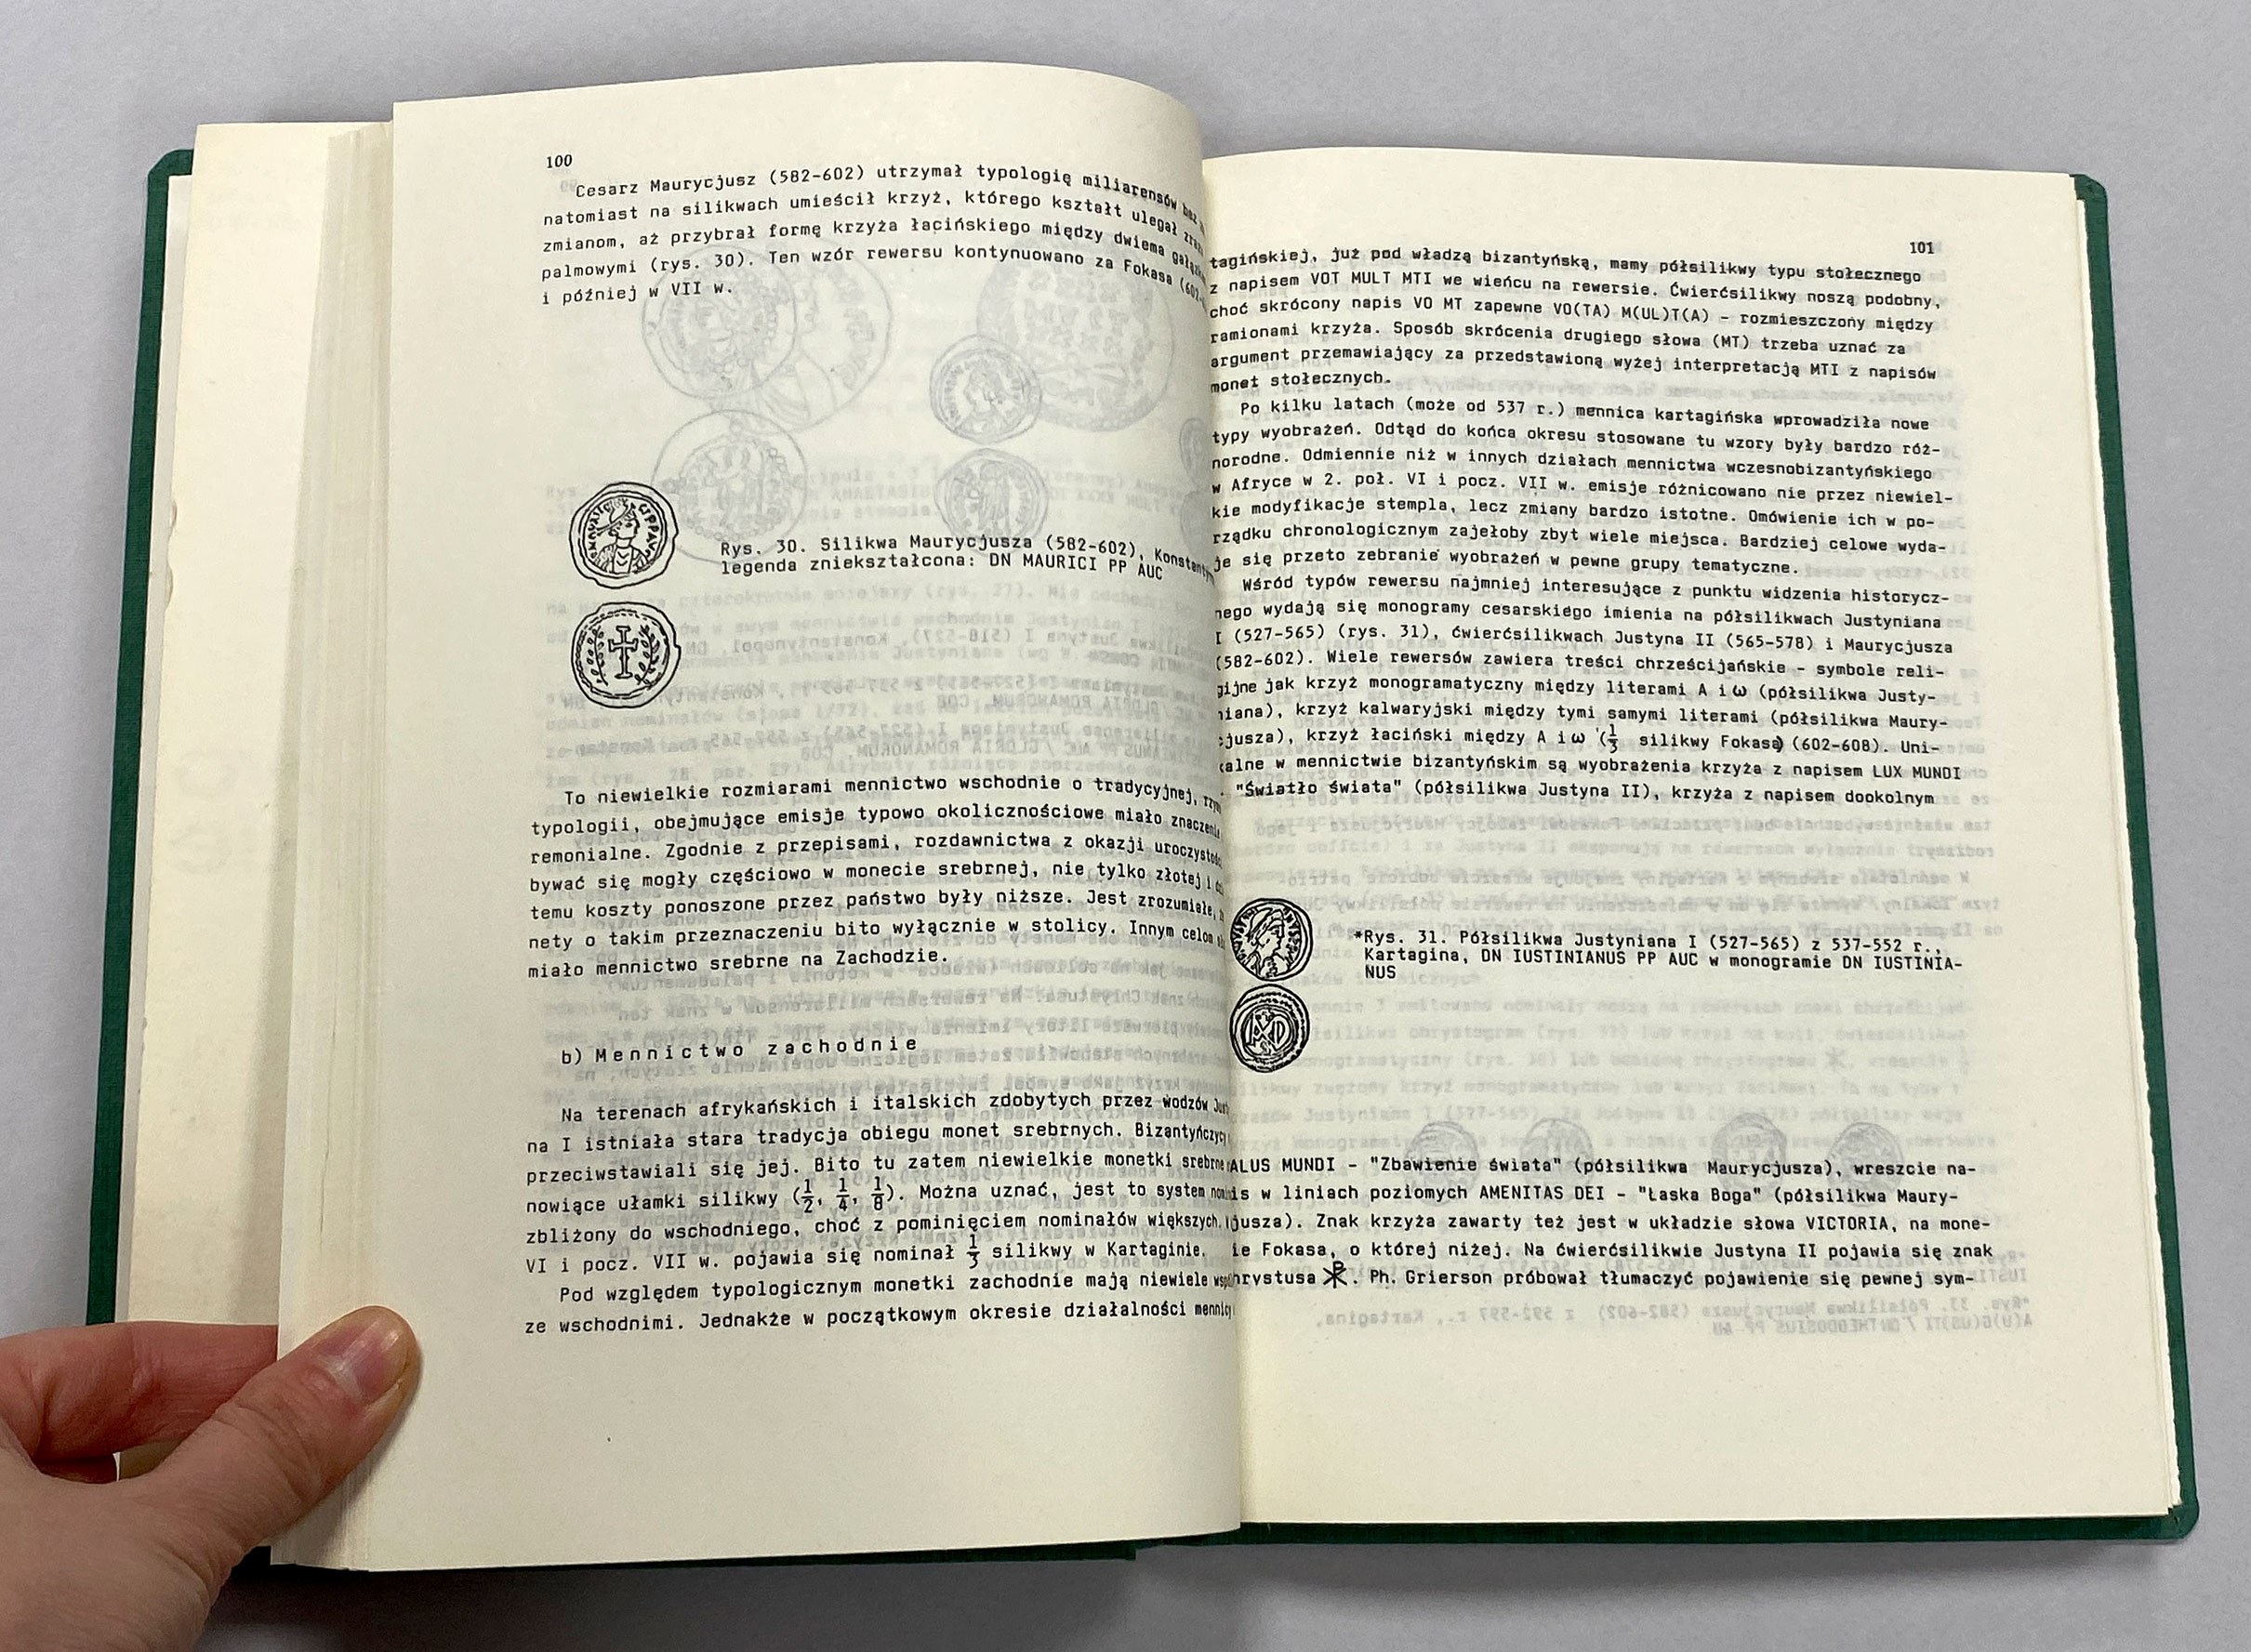 100
Cesarz Maurycjusz (582-602) utrzymał typologię miliarensów bez
natomiast na silikwach umieścił krzyż, którego kształt ulegał
zmianom, aż przybrał formę krzyża łacińskiego między dwiema
palmowymi (rys. 30). Ten wzór rewersu kontynuowano za Fokasa
i później w VII w.
Rys. 30. Silikwa Maurycjusza (582-602),
legenda zniekształcona: DN MAURICI PP AUC
To niewielkie rozmiarami mennictwo wschodnie o tradycyjnej,
typologii, obejmujące emisje typowo okolicznościowe miało
remonialne. Zgodnie z przepisami, rozdawnictwa z okazji
bywać się mogły częściowo w monecie srebrnej, nie tylko złotej i
temu koszty ponoszone przez państwo były niższe. Jest zrozumiałe,
nety o takim przeznaczeniu bito wyłącznie w stolicy. Innym celom
miało mennictwo srebrne na Zachodzie.
b) Mennictwo zachodnie
Na terenach afrykańskich i italskich zdobytych przez wodzów
na I istniała stara tradycja obiegu monet srebrnych. Bizantyńczycy
przeciwstawiali się jej. Bito tu zatem niewielkie monetki srebrne
nowiące ułamki silikwy (1/2, 1/4, 1/8). Można uznać, jest to system
zbliżony do wschodniego, choć z pominięciem nominałów większych.
VI i pocz. VII w. pojawia się nominał 1/3 silikwy w Kartaginie.
Pod względem typologicznym monetki zachodnie mają niewiele
ze wschodnimi. Jednakże w początkowym okresie działalności
101
tagińskiej, już pod władzą bizantyńską, mamy półsilikwy typu stołecznego
z napisem VOT MULT MTI we wieńcu na rewersie. Ćwierćsilikwy noszą podobny,
choć skrócony napis VO MT zapewne VO(TA) M(UL)T(A) - rozmieszczony między
ramionami krzyża. Sposób skrócenia drugiego słowa (MT) trzeba uznać za
argument przemawiający za przedstawioną wyżej interpretacją MTI z napisów
monet stołecznych.
Po kilku latach (może od 537 r.) mennica kartagińska wprowadziła nowe
typy wyobrażeń. Odtąd do końca okresu stosowane tu wzory były bardzo róż-
norodne. Odmiennie niż w innych działach mennictwa wczesnobizantyńskiego
w Afryce w 2. poł. VI i pocz. VII w. emisje różnicowano nie przez niewiel-
kie modyfikacje stempla, lecz zmiany bardzo istotne. Omówienie ich w po-
rządku chronologicznym zajełoby zbyt wiele miejsca. Bardziej celowe wyda-
je się przeto zebranie wyobrażeń w pewne grupy tematyczne.
Wśród typów rewersu najmniej interesujące z punktu widzenia historycz-
nego wydają się monogramy cesarskiego imienia na półsilikwach Justyniana
I (527-565) (rys. 31), ćwierćsilikwach Justyna II (565-578) i Maurycjusza
(582-602). Wiele rewersów zawiera treści chrześcijańskie - symbole reli-
gijne jak krzyż monogramatyczny między literami A i ω (półsilikwa Justy-
niana), krzyż kalwaryjski między tymi samymi literami (półsilikwa Maury-
cjusza), krzyż łaciński między A i ω (1/3 silikwy Fokasa) (602-608). Uni-
kalne w mennictwie bizantyńskim są wyobrażenia krzyża z napisem LUX MUNDI
- "Światło świata" (półsilikwa Justyna II), krzyża z napisem dookolnym
*Rys. 31. Półsilikwa Justyniana I (527-565) z 537-552 r.,
Kartagina, DN IUSTINIANUS PP AUC w monogramie DN IUSTINIA-
NUS
ALUS MUNDI - "Zbawienie świata" (półsilikwa Maurycjusza), wreszcie na-
is w liniach poziomych AMENITAS DEI - "Łaska Boga" (półsilikwa Maury-
jusza). Znak krzyża zawarty też jest w układzie słowa VICTORIA, na mone-
ie Fokasa, o której niżej. Na ćwierćsilikwie Justyna II pojawia się znak
hrystusa ☧. Ph. Grierson próbował tłumaczyć pojawienie się pewnej sym-